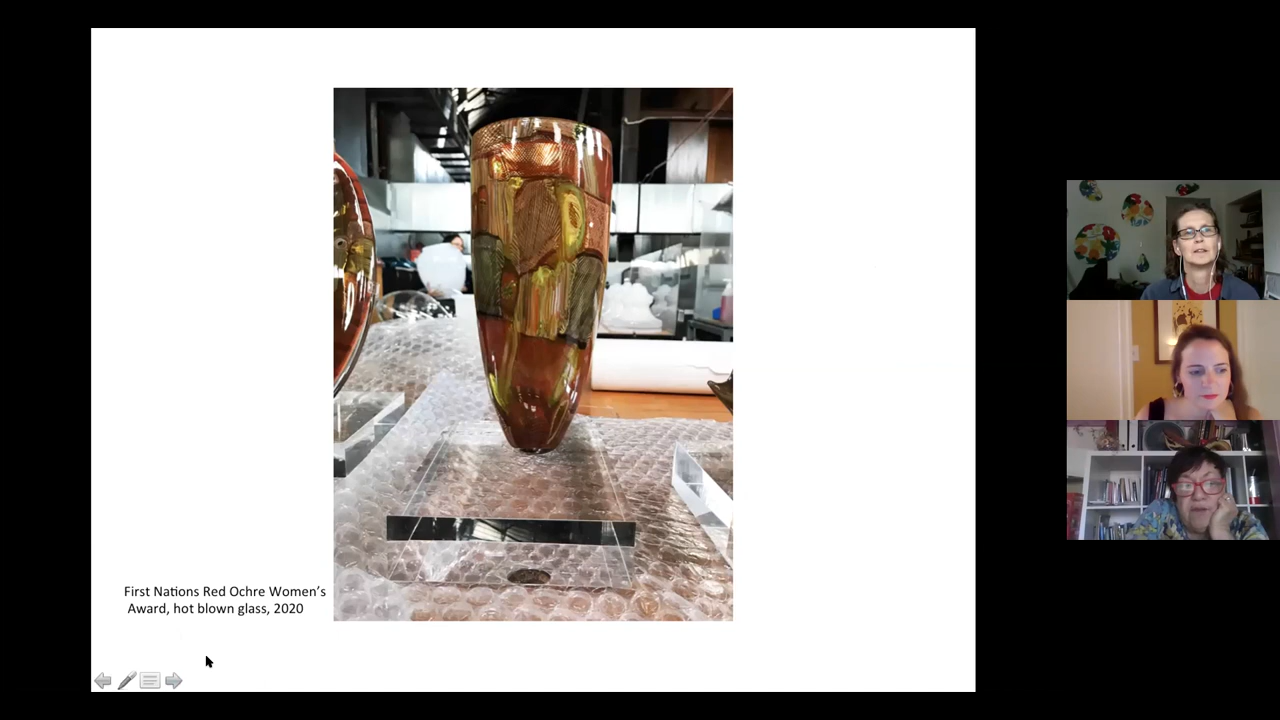 First Nations Red Ochre Women's
Award, hot blown glass, 2020